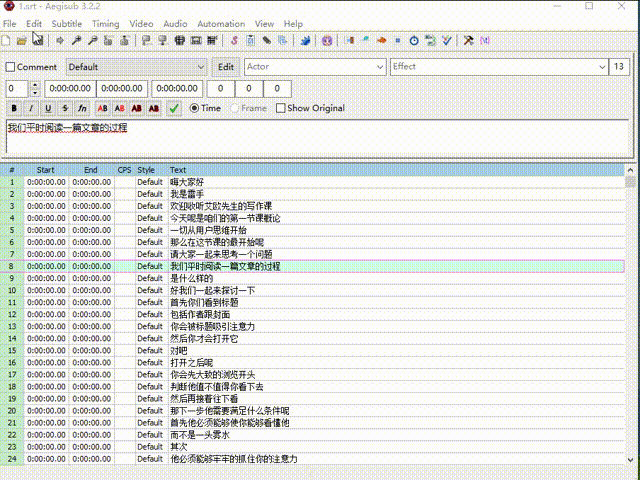 1.srt - Aegisub 3.2.2
File Edit Subtitle Timing Video Audio Automation View Help
Comment Default Edit Actor Effect 13
0 0:00:00.00 0:00:00.00 0:00:00.00 0 0 0
B I U S fn AB AB AB AB Time Frame Show Original
我们平时阅读一篇文章的过程
# Start End CPS Style Text
1 0:00:00.00 0:00:00.00 Default 嗨大家好
2 0:00:00.00 0:00:00.00 Default 我是雷手
3 0:00:00.00 0:00:00.00 Default 欢迎收听艾欧先生的写作课
4 0:00:00.00 0:00:00.00 Default 今天呢是咱们的第一节课概论
5 0:00:00.00 0:00:00.00 Default 一切从用户思维开始
6 0:00:00.00 0:00:00.00 Default 那么在这节课的最开始呢
7 0:00:00.00 0:00:00.00 Default 请大家一起来思考一个问题
8 0:00:00.00 0:00:00.00 Default 我们平时阅读一篇文章的过程
9 0:00:00.00 0:00:00.00 Default 是什么样的
10 0:00:00.00 0:00:00.00 Default 好我们一起来探讨一下
11 0:00:00.00 0:00:00.00 Default 首先你们看到标题
12 0:00:00.00 0:00:00.00 Default 包括作者跟封面
13 0:00:00.00 0:00:00.00 Default 你会被标题吸引注意力
14 0:00:00.00 0:00:00.00 Default 然后你才会打开它
15 0:00:00.00 0:00:00.00 Default 对吧
16 0:00:00.00 0:00:00.00 Default 打开之后呢
17 0:00:00.00 0:00:00.00 Default 你会先大致的浏览开头
18 0:00:00.00 0:00:00.00 Default 判断他值不值得你看下去
19 0:00:00.00 0:00:00.00 Default 然后再接着往下看
20 0:00:00.00 0:00:00.00 Default 那下一步他需要满足什么条件呢
21 0:00:00.00 0:00:00.00 Default 首先他必须能够使你能够看懂他
22 0:00:00.00 0:00:00.00 Default 而不是一头雾水
23 0:00:00.00 0:00:00.00 Default 其次
24 0:00:00.00 0:00:00.00 Default 他必须能够牢牢的抓住你的注意力